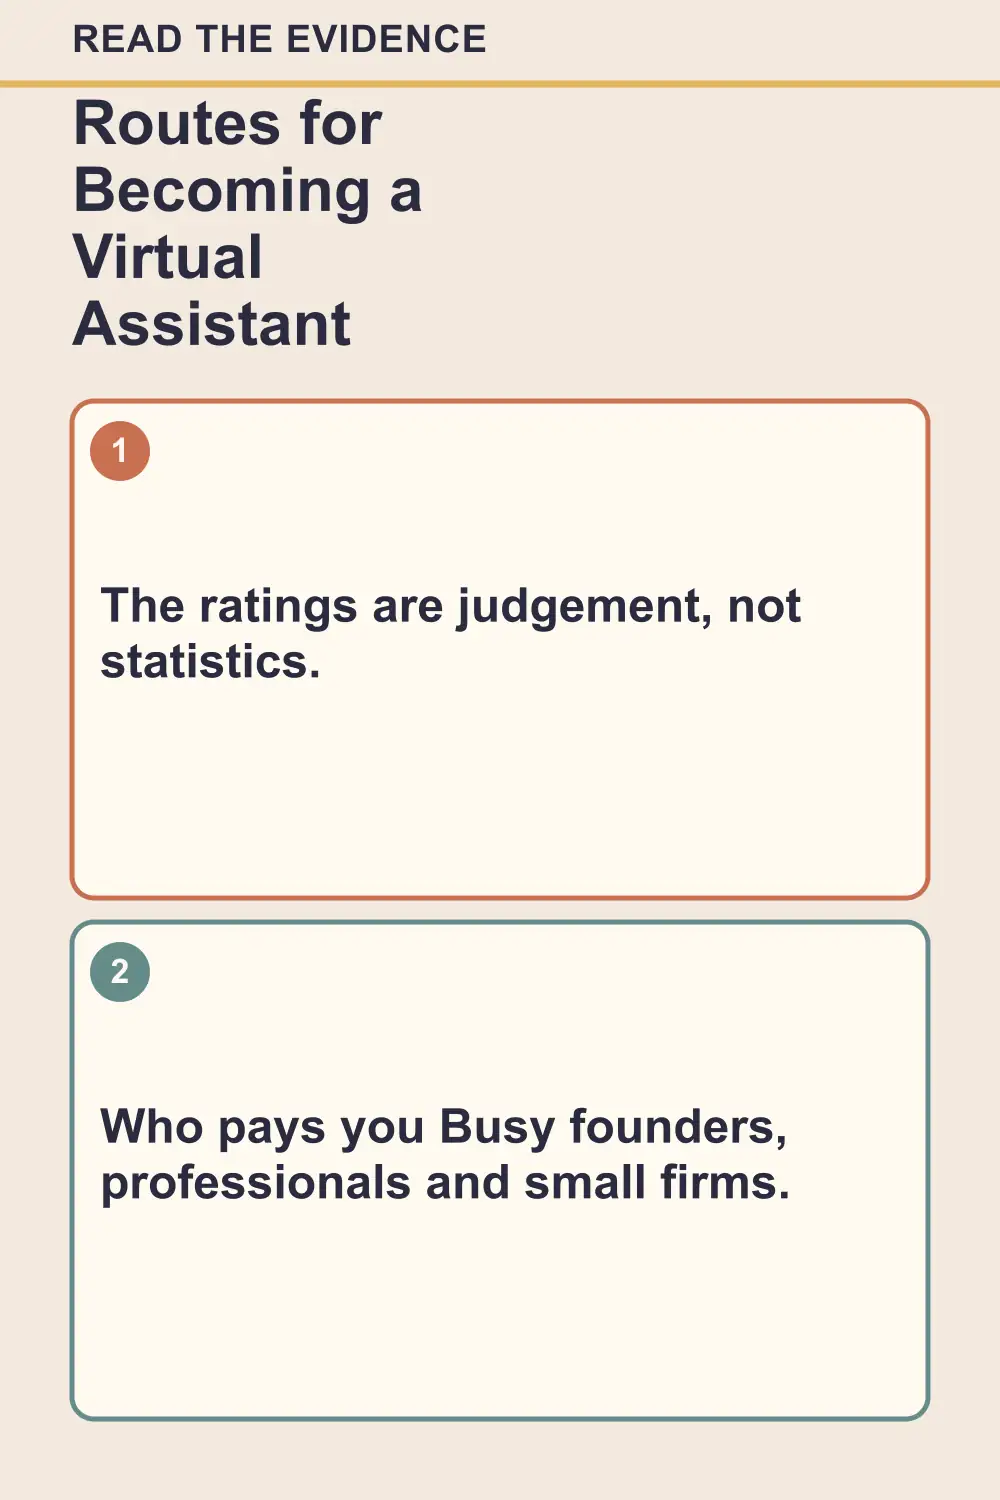 READ THE EVIDENCE
Routes for
Becoming a
Virtual
Assistant
1
The ratings are judgement, not
statistics.
2
Who pays you Busy founders,
professionals and small firms.